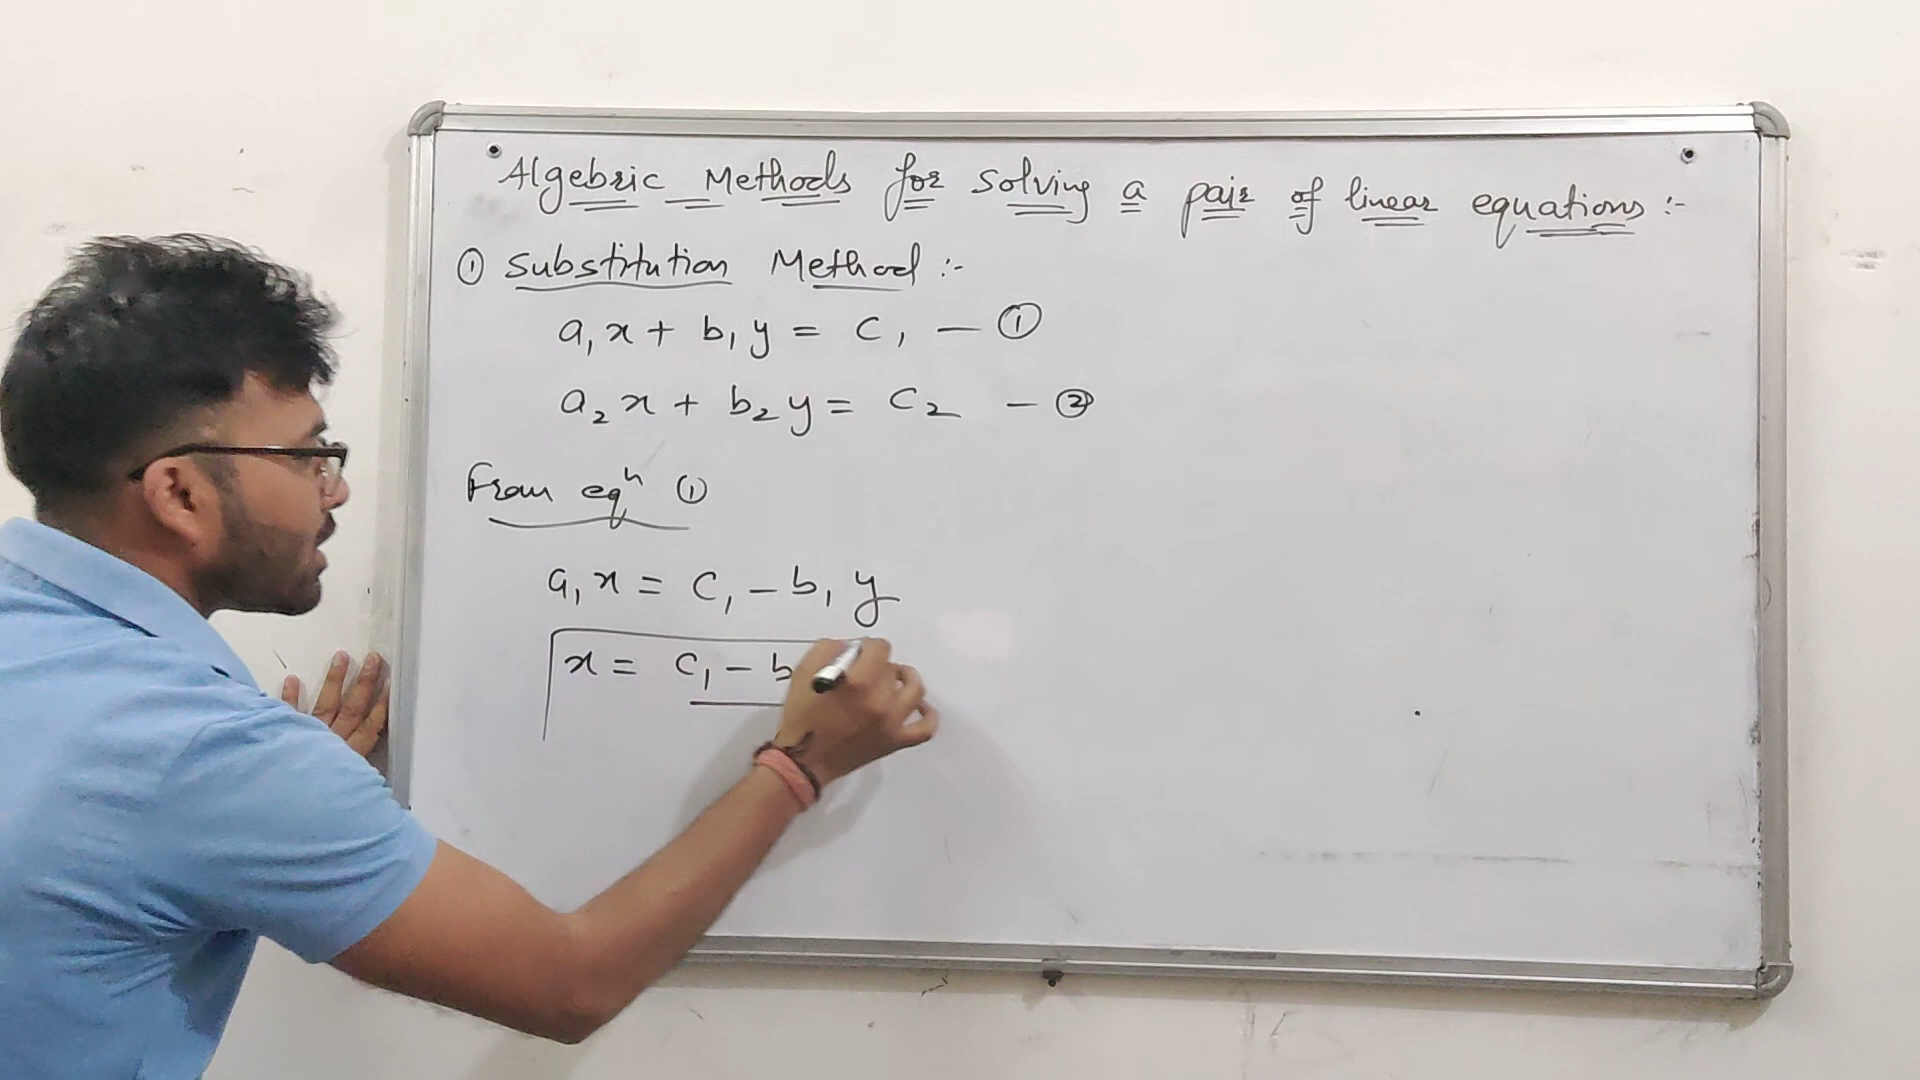 Algebric Methods for solving a pair of linear equations :-
① Substitution Method :-
a₁x + b₁y = c₁ — ①
a₂x + b₂y = c₂ — ②
From eqⁿ ①
a₁x = c₁ - b₁y
x = c₁ - b